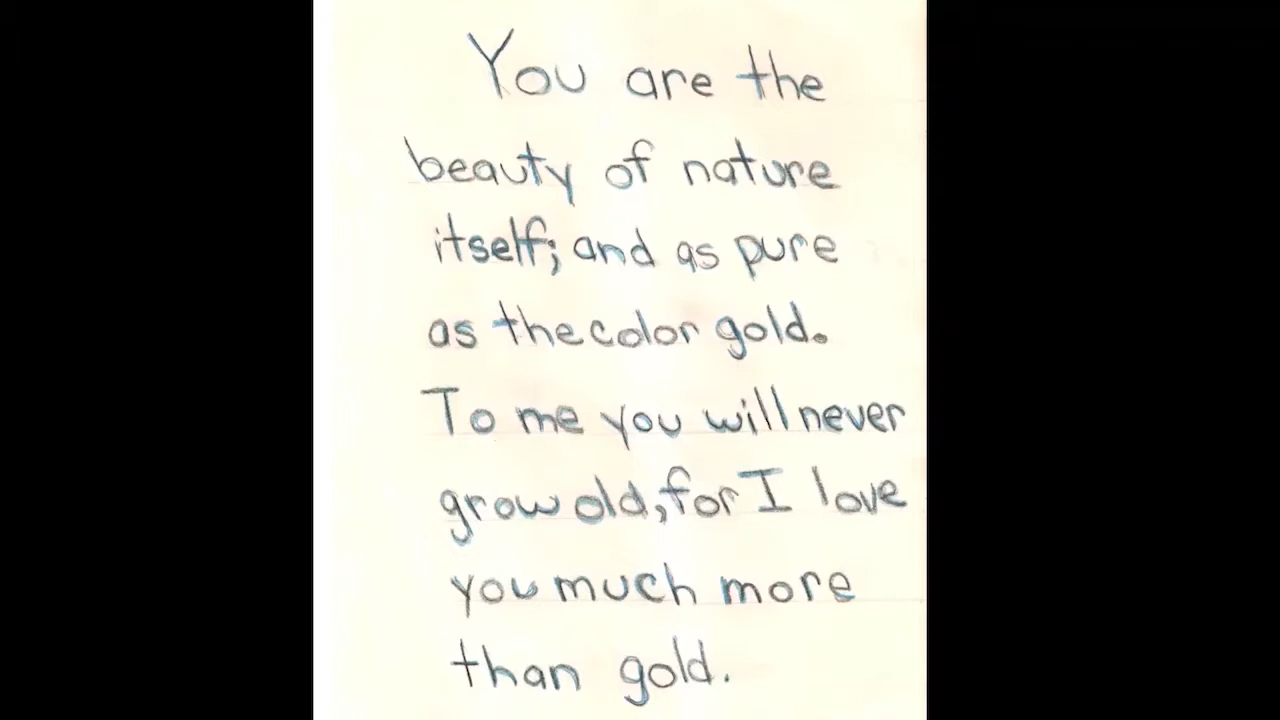 You are the
beauty of nature
itself; and as pure
as the color gold.
To me you will never
grow old, for I love
you much more
than gold.